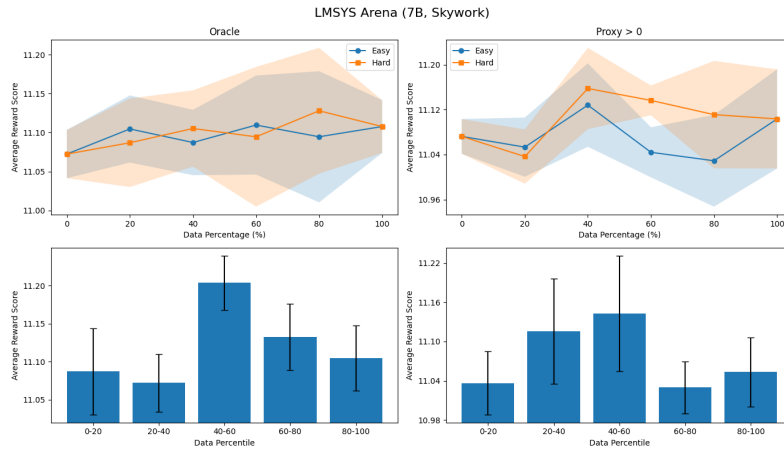 LMSYS Arena (7B, Skywork)
Oracle
Average Reward Score
11.20
11.15
11.10
11.05
11.00
0
20
40
60
80
100
Data Percentage (%)
Easy
Hard
Proxy > 0
Average Reward Score
11.20
11.12
11.04
10.96
0
20
40
60
80
100
Data Percentage (%)
Easy
Hard
Average Reward Score
11.20
11.15
11.10
11.05
0-20
20-40
40-60
60-80
80-100
Data Percentile
Average Reward Score
11.22
11.16
11.10
11.04
10.98
0-20
20-40
40-60
60-80
80-100
Data Percentile